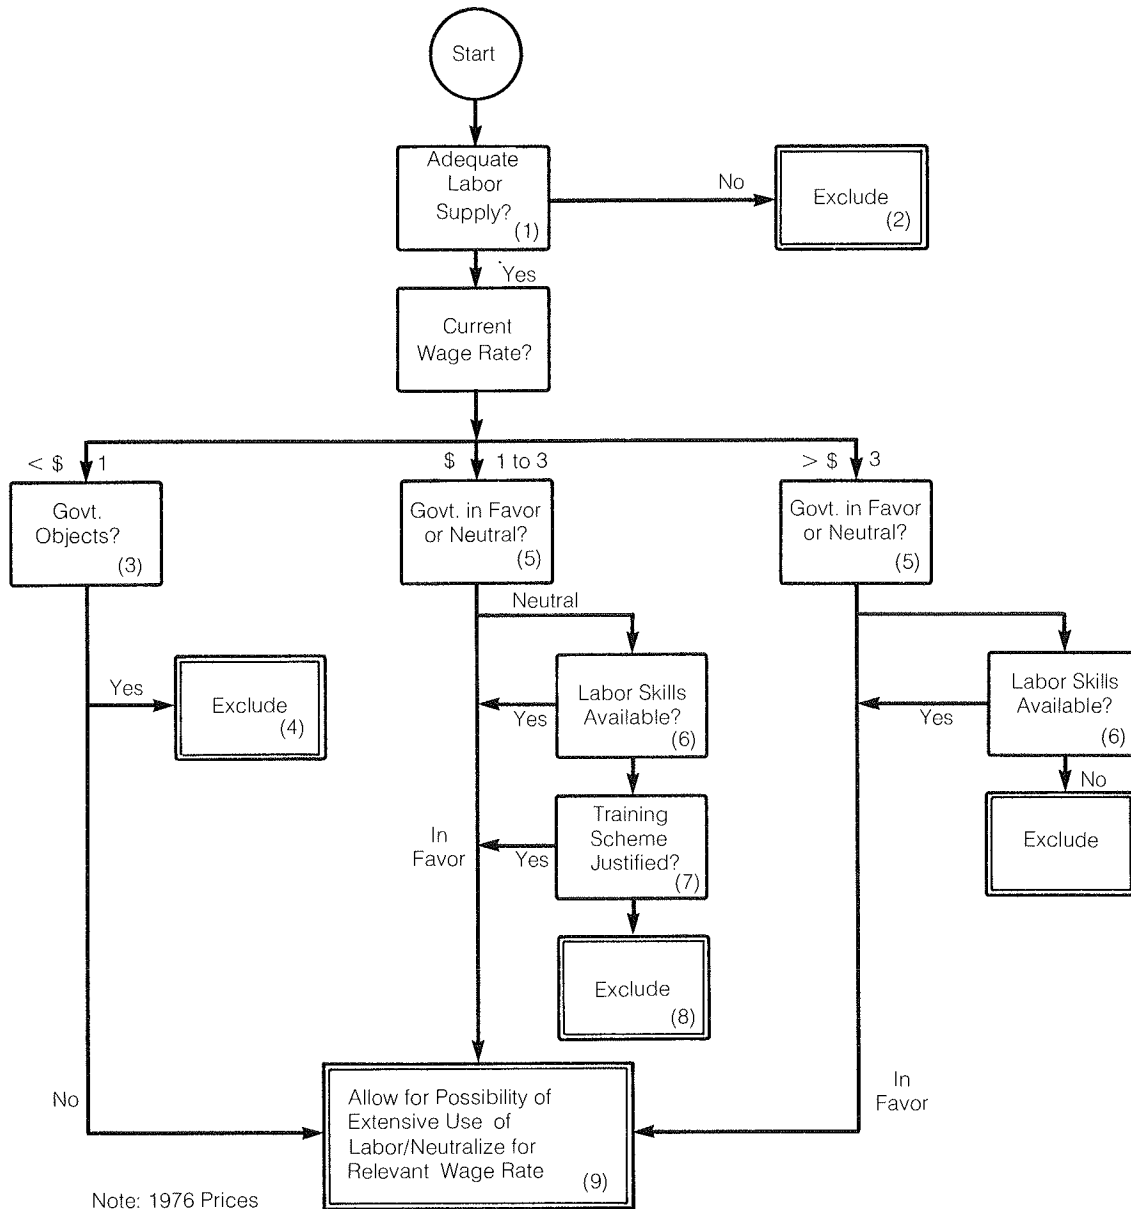 Start
Adequate
Labor
Supply?
(1)
No
Exclude
(2)
Yes
Current
Wage Rate?
< $ 1
$ 1 to 3
> $ 3
Govt.
Objects?
(3)
Govt. in Favor
or Neutral?
(5)
Govt. in Favor
or Neutral?
(5)
Neutral
Yes
Exclude
(4)
Labor Skills
Available?
(6)
Yes
Labor Skills
Available?
(6)
Yes
No
Training
Scheme
Justified?
(7)
Yes
In
Favor
Exclude
Exclude
(8)
No
In
Favor
Allow for Possibility of
Extensive Use of
Labor/Neutralize for
Relevant Wage Rate
(9)
Note: 1976 Prices